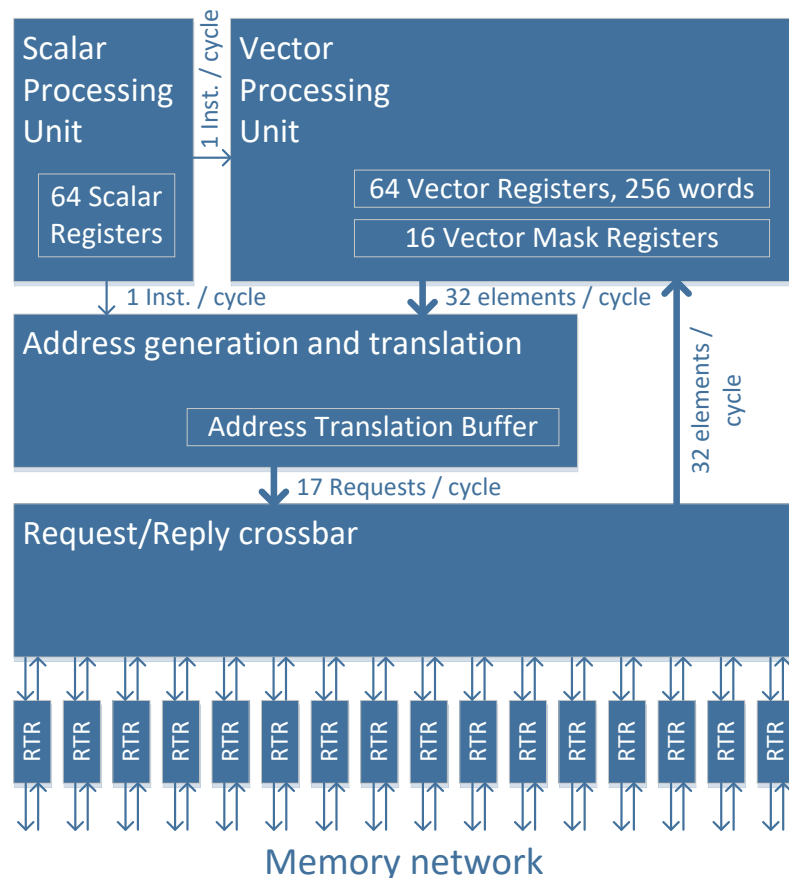 Scalar
Processing
Unit
64 Scalar
Registers
1 Inst. / cycle
Vector
Processing
Unit
64 Vector Registers, 256 words
16 Vector Mask Registers
1 Inst. / cycle
32 elements / cycle
32 elements /
cycle
Address generation and translation
Address Translation Buffer
17 Requests / cycle
Request/Reply crossbar
RTR RTR RTR RTR RTR RTR RTR RTR RTR RTR RTR RTR RTR RTR RTR RTR
Memory network